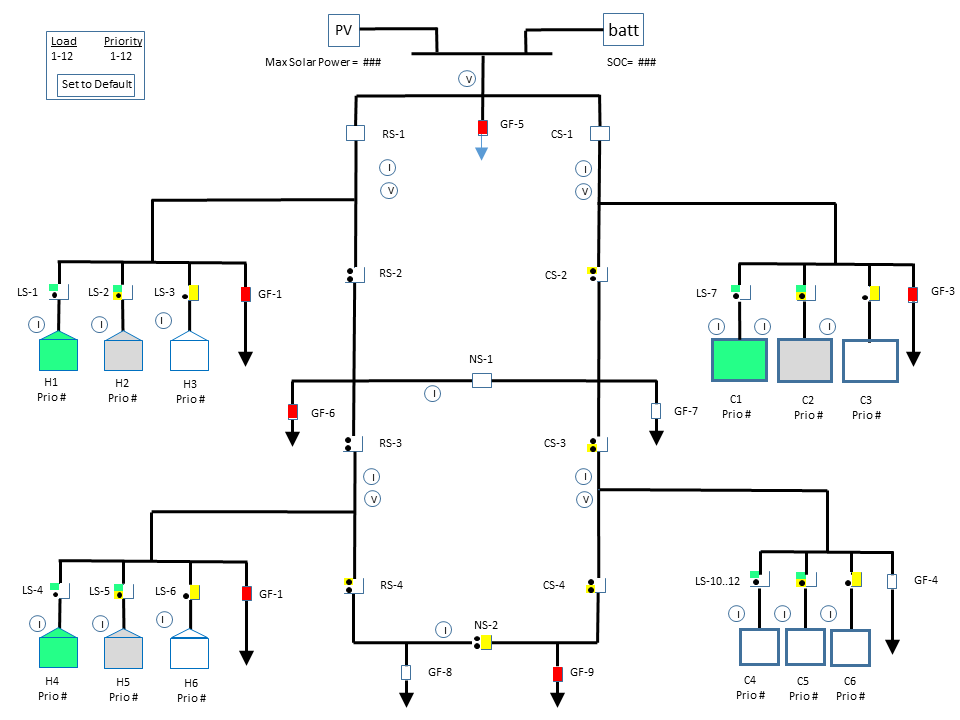 PV
batt
Load Priority
1-12 1-12
Set to Default
Max Solar Power = ###
SOC= ###
V
GF-5
RS-1
CS-1
I
I
V
V
RS-2
CS-2
LS-1
LS-2
LS-3
GF-1
LS-7
GF-3
I
I
I
I
I
I
H1
Prio #
H2
Prio #
H3
Prio #
C1
Prio #
C2
Prio #
C3
Prio #
NS-1
I
GF-6
GF-7
RS-3
CS-3
I
I
V
V
RS-4
CS-4
LS-4
LS-5
LS-6
GF-1
LS-10..12
GF-4
I
I
I
I
I
I
I
NS-2
H4
Prio #
H5
Prio #
H6
Prio #
GF-8
GF-9
C4
Prio #
C5
Prio #
C6
Prio #